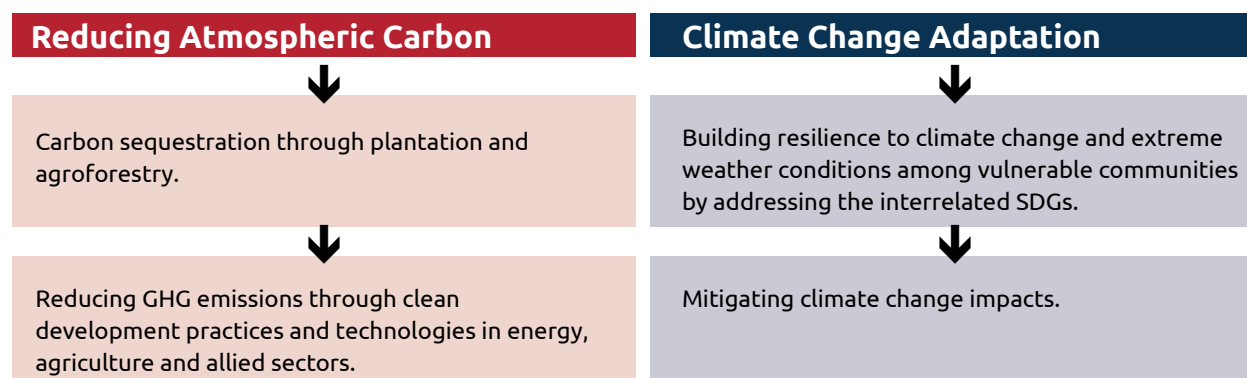 Reducing Atmospheric Carbon
Carbon sequestration through plantation and
agroforestry.
Reducing GHG emissions through clean
development practices and technologies in energy,
agriculture and allied sectors.
Climate Change Adaptation
Building resilience to climate change and extreme
weather conditions among vulnerable communities
by addressing the interrelated SDGs.
Mitigating climate change impacts.